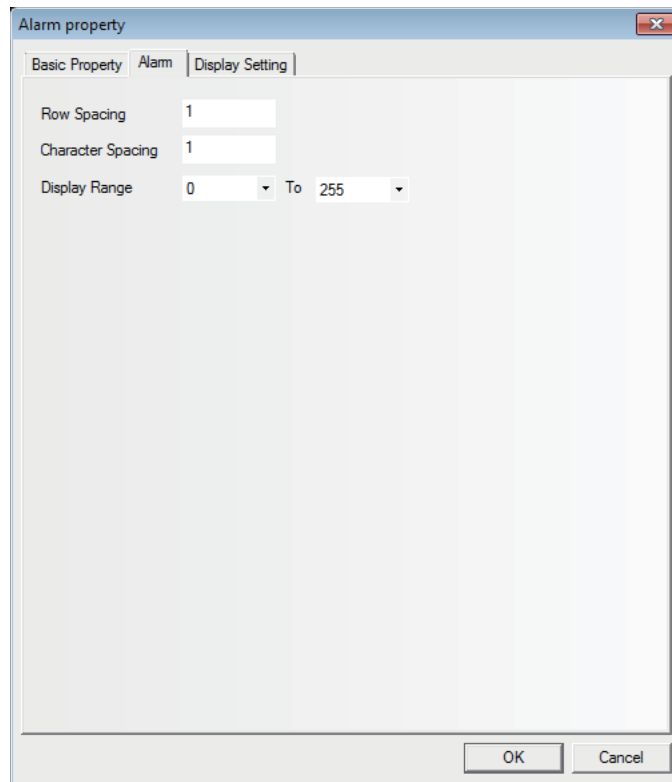 Alarm property
Basic Property Alarm Display Setting
Row Spacing 1
Character Spacing 1
Display Range 0 To 255
OK Cancel